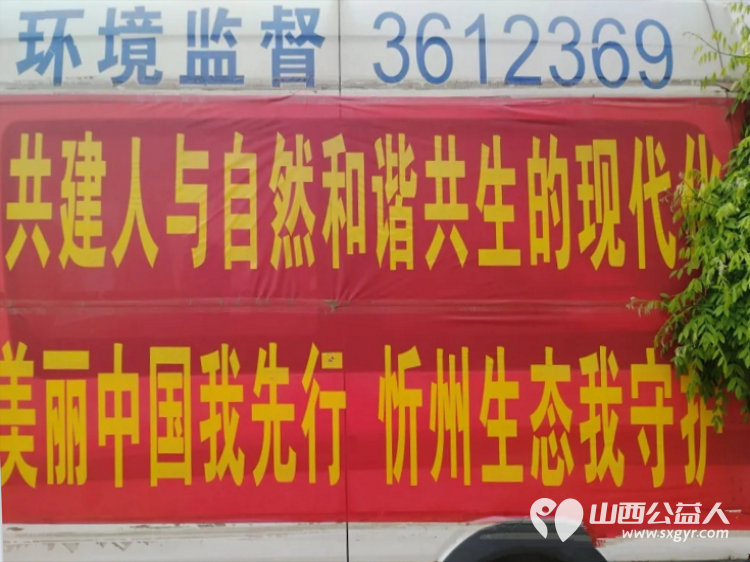 环境监督 3612369
共建人与自然和谐共生的现代化
美丽中国我先行 忻州生态我守护
山西公益人
www.sxgyr.com